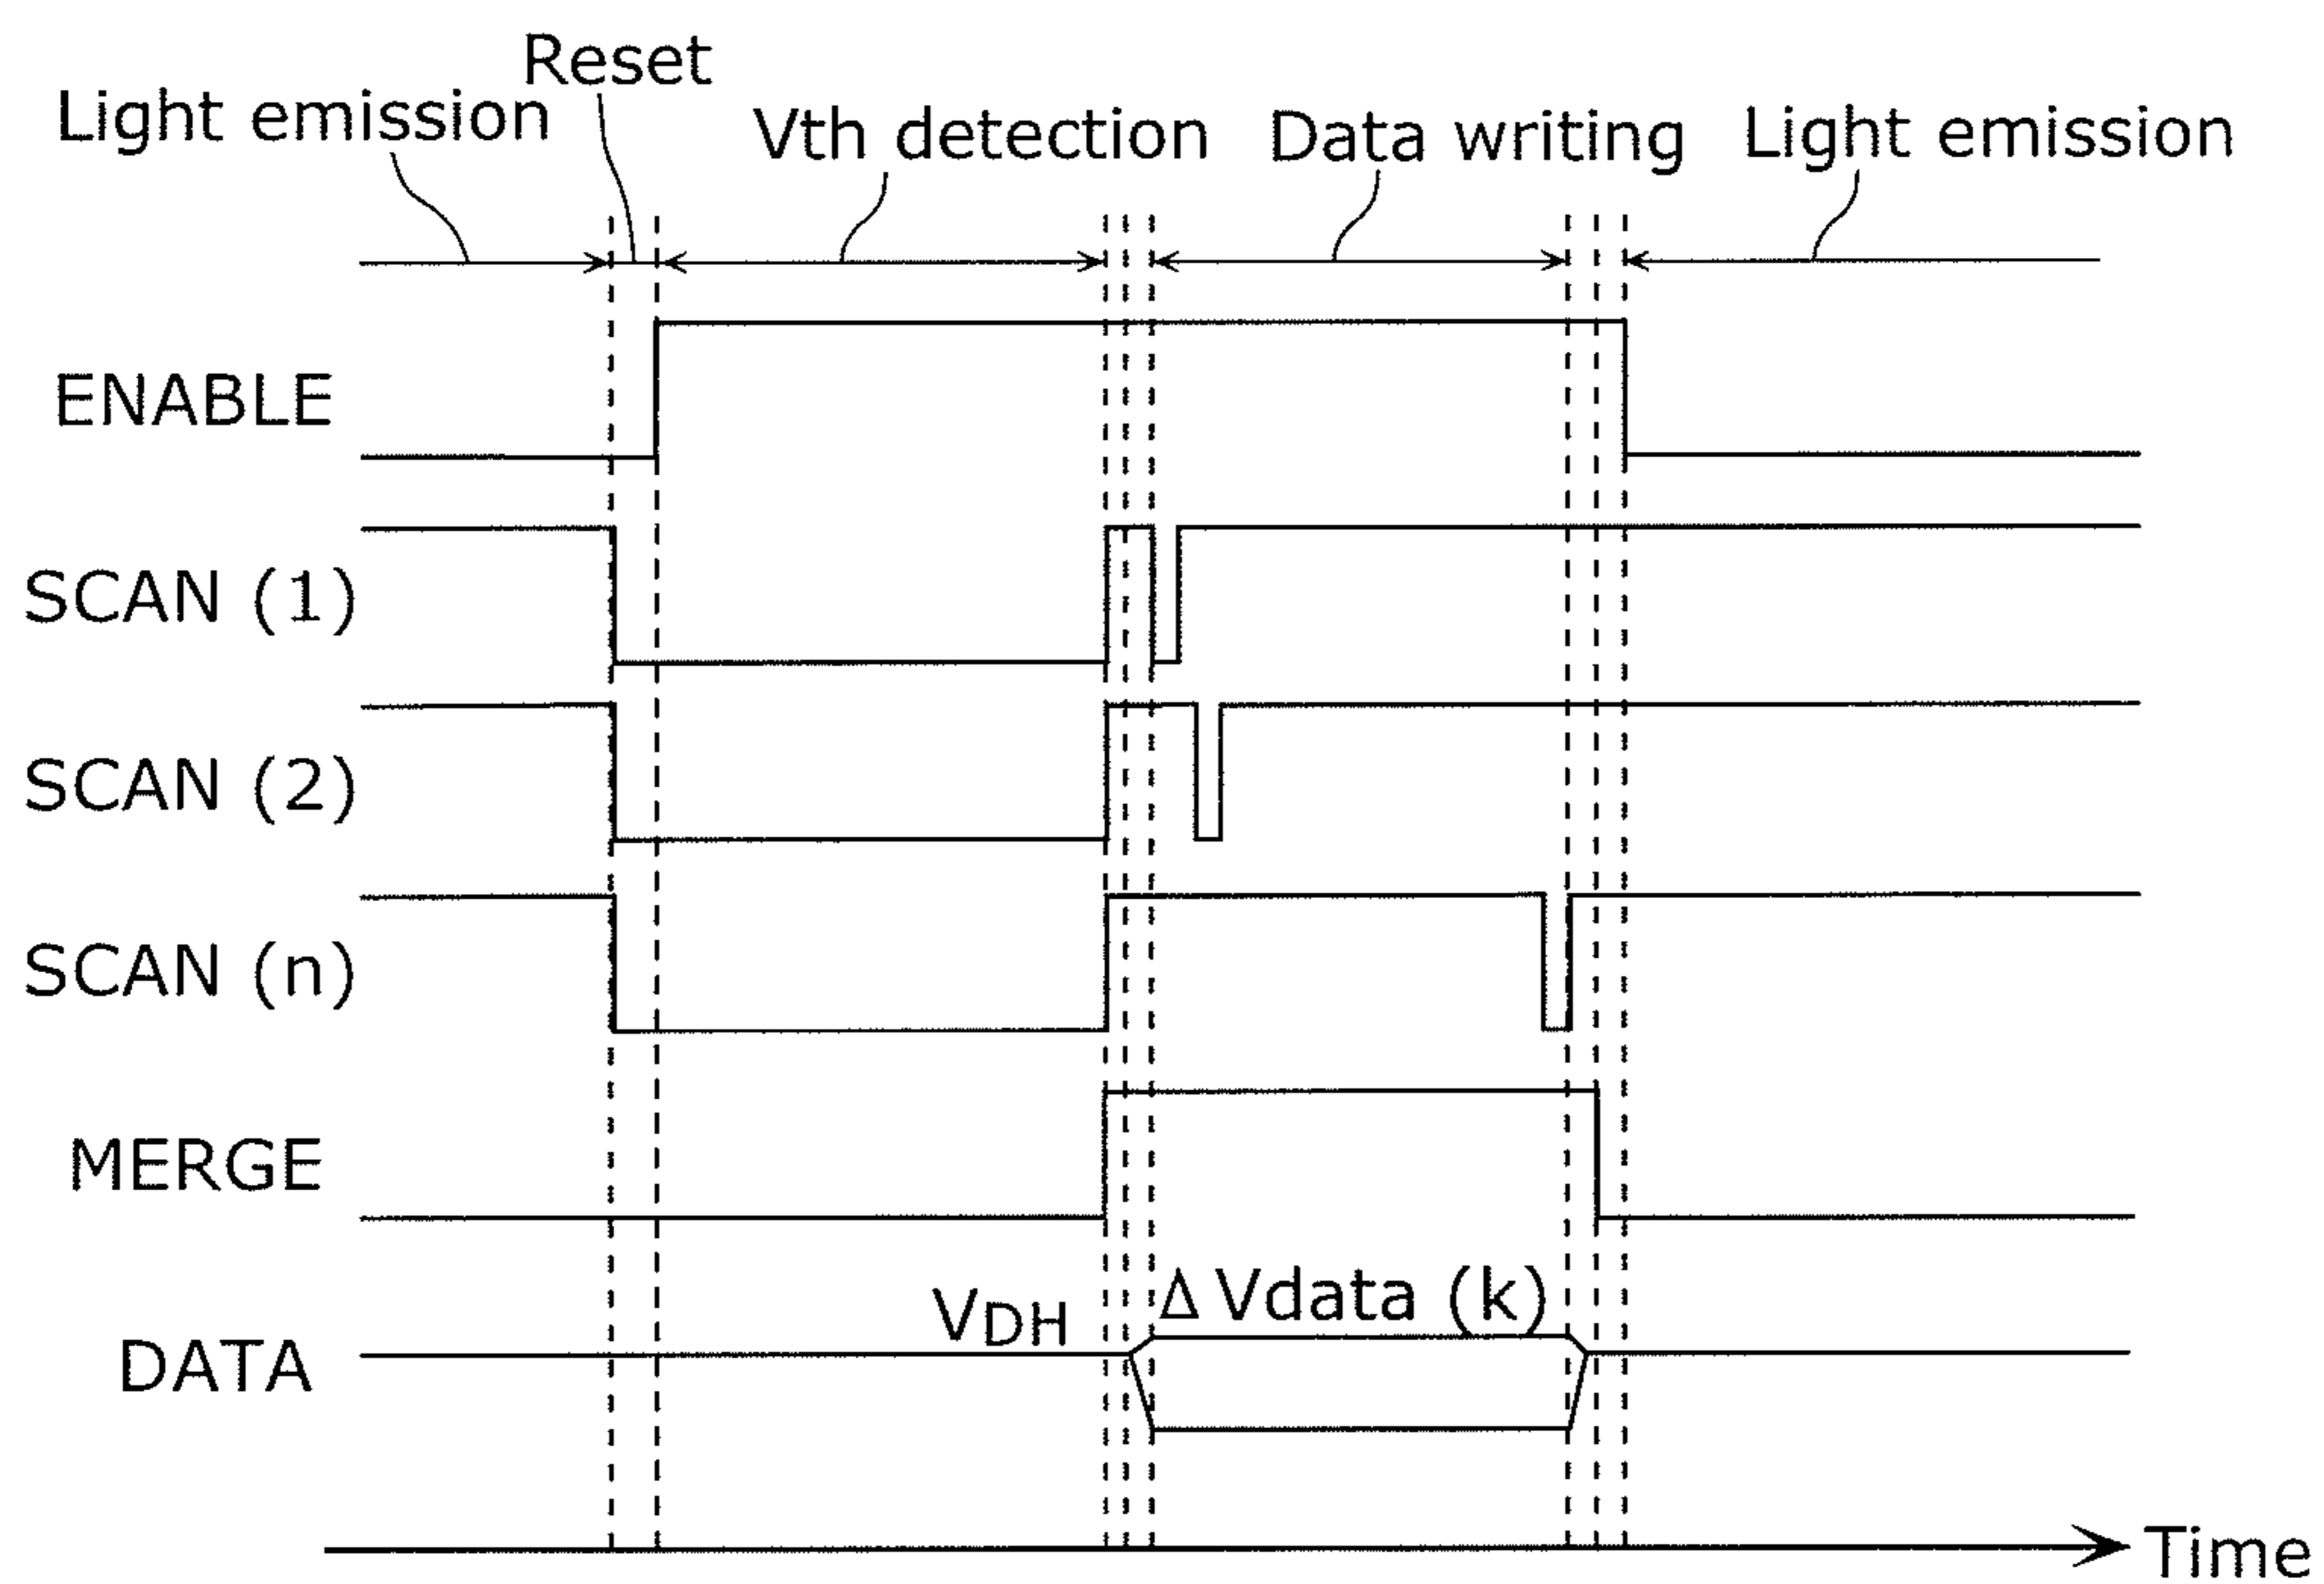 Reset
Light emission
Vth detection
Data writing
Light emission
ENABLE
SCAN (1)
SCAN (2)
SCAN (n)
MERGE
VDH
Δ Vdata (k)
DATA
Time